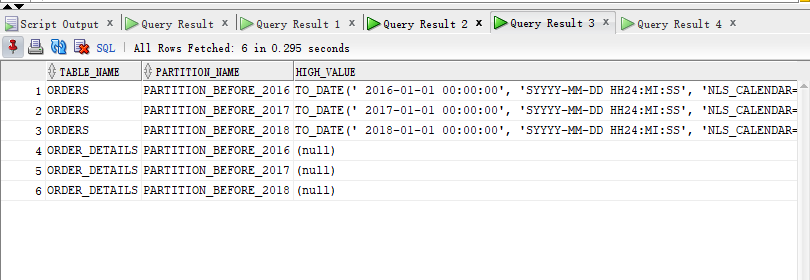 Script Output × Query Result × Query Result 1 × Query Result 2 × Query Result 3 × Query Result 4 ×
SQL | All Rows Fetched: 6 in 0.295 seconds
TABLE_NAME PARTITION_NAME HIGH_VALUE
1 ORDERS PARTITION_BEFORE_2016 TO_DATE(' 2016-01-01 00:00:00', 'SYYYY-MM-DD HH24:MI:SS', 'NLS_CALENDAR=
2 ORDERS PARTITION_BEFORE_2017 TO_DATE(' 2017-01-01 00:00:00', 'SYYYY-MM-DD HH24:MI:SS', 'NLS_CALENDAR=
3 ORDERS PARTITION_BEFORE_2018 TO_DATE(' 2018-01-01 00:00:00', 'SYYYY-MM-DD HH24:MI:SS', 'NLS_CALENDAR=
4 ORDER_DETAILS PARTITION_BEFORE_2016 (null)
5 ORDER_DETAILS PARTITION_BEFORE_2017 (null)
6 ORDER_DETAILS PARTITION_BEFORE_2018 (null)